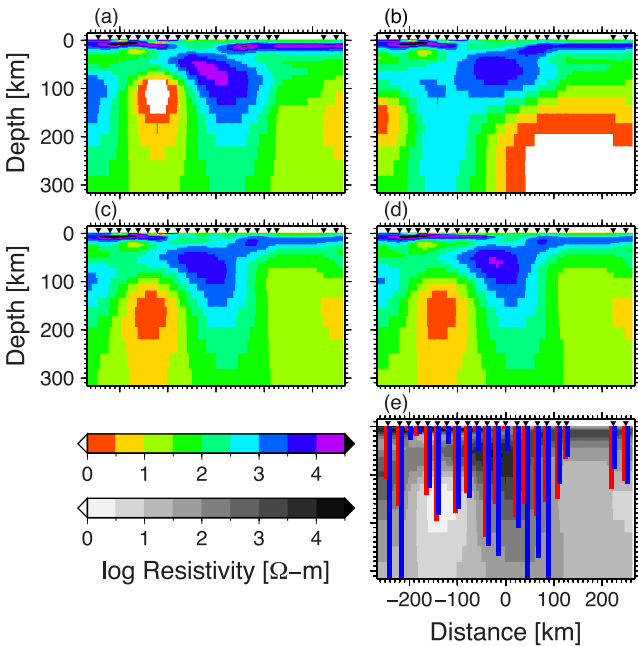 (a)
(b)
0
100
200
300
Depth [km]
(c)
(d)
0
100
200
300
Depth [km]
(e)
0 1 2 3 4
0 1 2 3 4
log Resistivity [Ω−m]
−200 −100 0 100 200
Distance [km]